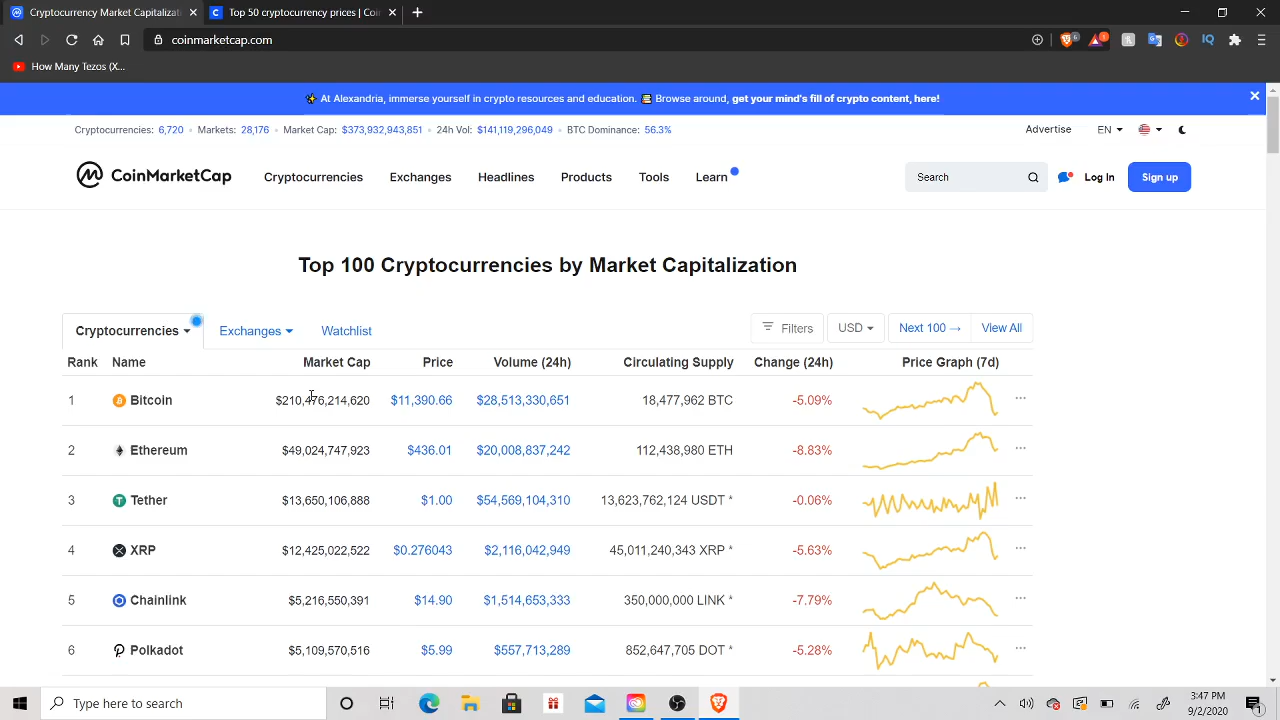 Cryptocurrency Market Capitalizat
Top 50 cryptocurrency prices | Coi
coinmarketcap.com
How Many Tezos (X...
At Alexandria, immerse yourself in crypto resources and education. Browse around, get your mind's fill of crypto content, here!
Cryptocurrencies: 6,720 • Markets: 28,176 • Market Cap: $373,932,943,851 • 24h Vol: $141,119,296,049 • BTC Dominance: 56.3%
Advertise EN
CoinMarketCap Cryptocurrencies Exchanges Headlines Products Tools Learn Search Log In Sign up
Top 100 Cryptocurrencies by Market Capitalization
Cryptocurrencies Exchanges Watchlist Filters USD Next 100 → View All
Rank Name Market Cap Price Volume (24h) Circulating Supply Change (24h) Price Graph (7d)
1 Bitcoin $210,476,214,620 $11,390.66 $28,513,330,651 18,477,962 BTC -5.09%
2 Ethereum $49,024,747,923 $436.01 $20,008,837,242 112,438,980 ETH -8.83%
3 Tether $13,650,106,888 $1.00 $54,569,104,310 13,623,762,124 USDT * -0.06%
4 XRP $12,425,022,522 $0.276043 $2,116,042,949 45,011,240,343 XRP * -5.63%
5 Chainlink $5,216,550,391 $14.90 $1,514,653,333 350,000,000 LINK * -7.79%
6 Polkadot $5,109,570,516 $5.99 $557,713,289 852,647,705 DOT * -5.28%
Type here to search
3:47 PM
9/2/2020